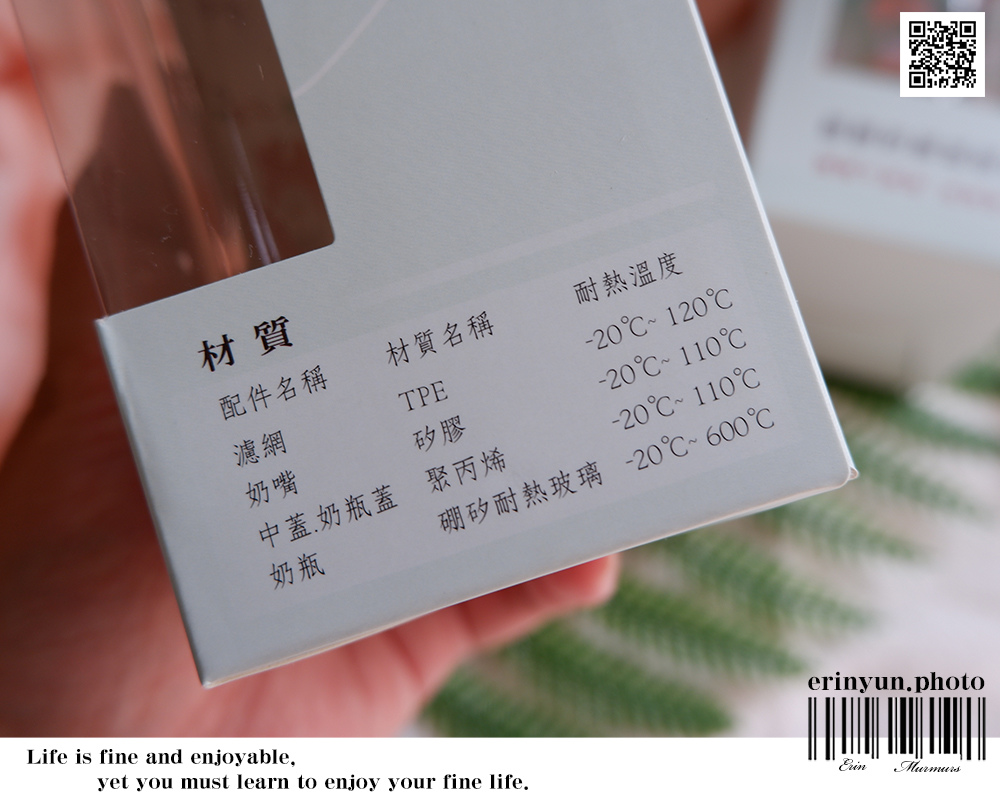 材質
配件名稱 材質名稱 耐熱溫度
濾網 TPE -20℃~ 120℃
奶嘴 矽膠 -20℃~ 110℃
中蓋.奶瓶蓋 聚丙烯 -20℃~ 110℃
奶瓶 硼矽耐熱玻璃 -20℃~ 600℃
erinyun.photo
Erin Murmurs
Life is fine and enjoyable,
yet you must learn to enjoy your fine life.